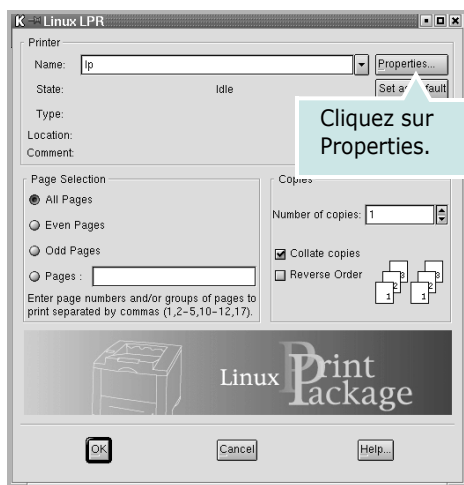 Linux LPR
Printer
Name: lp Properties...
State: Idle Set as Default
Cliquez sur
Properties.
Type:
Location:
Comment:
Page Selection
All Pages
Even Pages
Odd Pages
Pages :
Enter page numbers and/or groups of pages to
print separated by commas (1,2-5,10-12,17).
Copies
Number of copies: 1
Collate copies
Reverse Order
Linux Print
Package
OK Cancel Help...